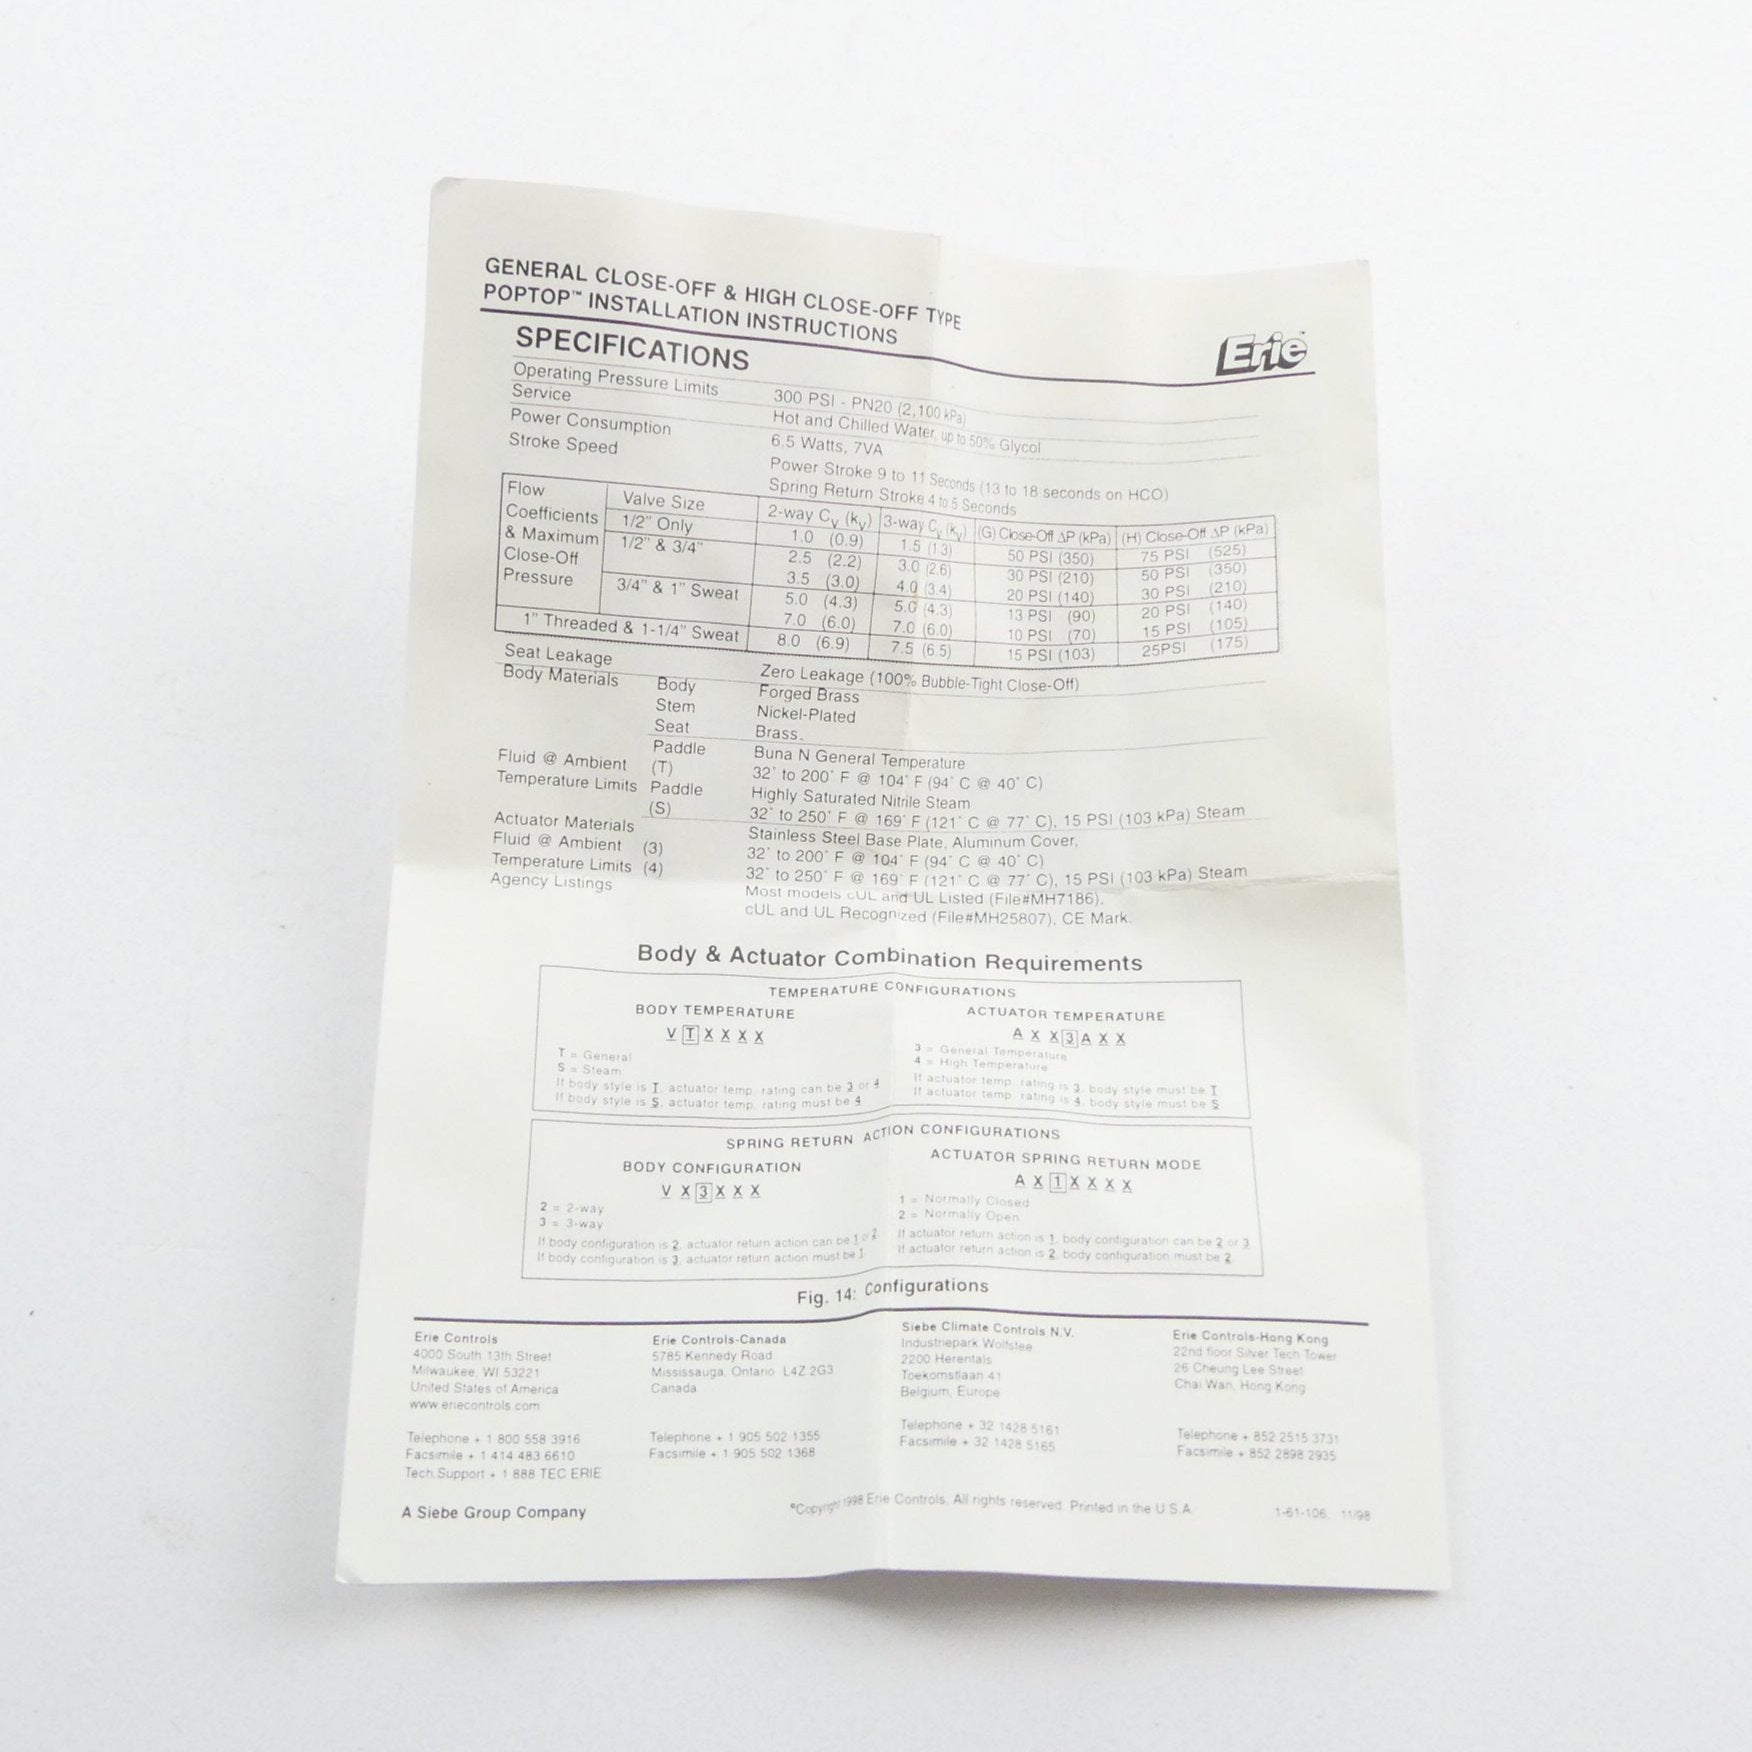 GENERAL CLOSE-OFF & HIGH CLOSE-OFF TYPE
POPTOP™ INSTALLATION INSTRUCTIONS
Erie™
SPECIFICATIONS
Operating Pressure Limits 300 PSI - PN20 (2,100 kPa)
Service Hot and Chilled Water, up to 50% Glycol
Power Consumption 6.5 Watts, 7VA
Stroke Speed Power Stroke 9 to 11 Seconds (13 to 18 seconds on HCO)
Spring Return Stroke 4 to 5 Seconds
Flow Valve Size 2-way Cv (kv) 3-way Cv (kv) (G) Close-Off ΔP (kPa) (H) Close-Off ΔP (kPa)
Coefficients 1/2" Only 1.0 (0.9) 1.5 (1.3) 50 PSI (350) 75 PSI (525)
& Maximum 1/2" & 3/4" 2.5 (2.2) 3.0 (2.6) 30 PSI (210) 50 PSI (350)
Close-Off 3.5 (3.0) 4.0 (3.4) 20 PSI (140) 30 PSI (210)
Pressure 3/4" & 1" Sweat 5.0 (4.3) 5.0 (4.3) 13 PSI (90) 20 PSI (140)
7.0 (6.0) 7.0 (6.0) 10 PSI (70) 15 PSI (105)
1" Threaded & 1-1/4" Sweat 8.0 (6.9) 7.5 (6.5) 15 PSI (103) 25PSI (175)
Seat Leakage Zero Leakage (100% Bubble-Tight Close-Off)
Body Materials Body Forged Brass
Stem Nickel-Plated
Seat Brass.
Paddle Buna N General Temperature
Fluid @ Ambient (T) 32° to 200° F @ 104° F (94° C @ 40° C)
Temperature Limits Paddle Highly Saturated Nitrile Steam
(S) 32° to 250° F @ 169° F (121° C @ 77° C), 15 PSI (103 kPa) Steam
Actuator Materials Stainless Steel Base Plate, Aluminum Cover,
Fluid @ Ambient (3) 32° to 200° F @ 104° F (94° C @ 40° C)
Temperature Limits (4) 32° to 250° F @ 169° F (121° C @ 77° C), 15 PSI (103 kPa) Steam
Agency Listings Most models cUL and UL Listed (File#MH7186),
cUL and UL Recognized (File#MH25807), CE Mark.
Body & Actuator Combination Requirements
TEMPERATURE CONFIGURATIONS
BODY TEMPERATURE
V T X X X X
T = General
S = Steam
If body style is T, actuator temp. rating can be 3 or 4
If body style is S, actuator temp. rating must be 4
ACTUATOR TEMPERATURE
A X X 3 A X X
3 = General Temperature
4 = High Temperature
If actuator temp. rating is 3, body style must be T
If actuator temp. rating is 4, body style must be S
SPRING RETURN ACTION CONFIGURATIONS
BODY CONFIGURATION
V X 3 X X X
2 = 2-way
3 = 3-way
If body configuration is 2, actuator return action can be 1 or 2
If body configuration is 3, actuator return action must be 1
ACTUATOR SPRING RETURN MODE
A X 1 X X X X
1 = Normally Closed
2 = Normally Open
If actuator return action is 1, body configuration can be 2 or 3
If actuator return action is 2, body configuration must be 2
Fig. 14: Configurations
Erie Controls
4000 South 13th Street
Milwaukee, WI 53221
United States of America
www.eriecontrols.com
Telephone + 1 800 558 3916
Facsimile + 1 414 483 6610
Tech.Support + 1 888 TEC ERIE
Erie Controls-Canada
5785 Kennedy Road
Mississauga, Ontario L4Z 2G3
Canada
Telephone + 1 905 502 1355
Facsimile + 1 905 502 1368
Siebe Climate Controls N.V.
Industriepark Wolfstee
2200 Herentals
Toekomstlaan 41
Belgium, Europe
Telephone + 32 1428 5161
Facsimile + 32 1428 5165
Erie Controls-Hong Kong
22nd floor Silver Tech Tower
26 Cheung Lee Street
Chai Wan, Hong Kong
Telephone + 852 2515 3731
Facsimile + 852 2898 2935
A Siebe Group Company
©Copyright 1998 Erie Controls. All rights reserved. Printed in the U.S.A.
1-61-106, 11/98